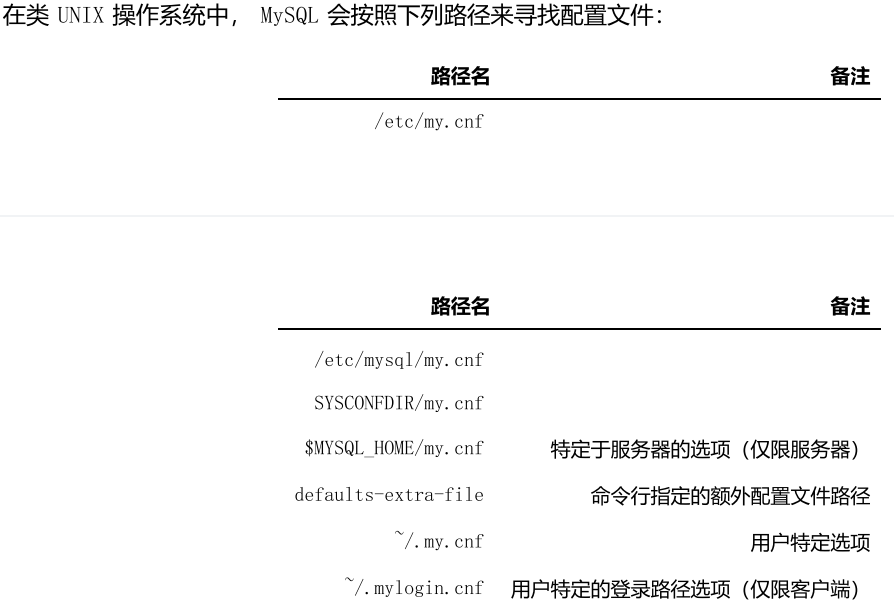 在类 UNIX 操作系统中， MySQL 会按照下列路径来寻找配置文件：
路径名 备注
/etc/my.cnf
路径名 备注
/etc/mysql/my.cnf
SYSCONFDIR/my.cnf
$MYSQL_HOME/my.cnf 特定于服务器的选项（仅限服务器）
defaults-extra-file 命令行指定的额外配置文件路径
~/.my.cnf 用户特定选项
~/.mylogin.cnf 用户特定的登录路径选项（仅限客户端）